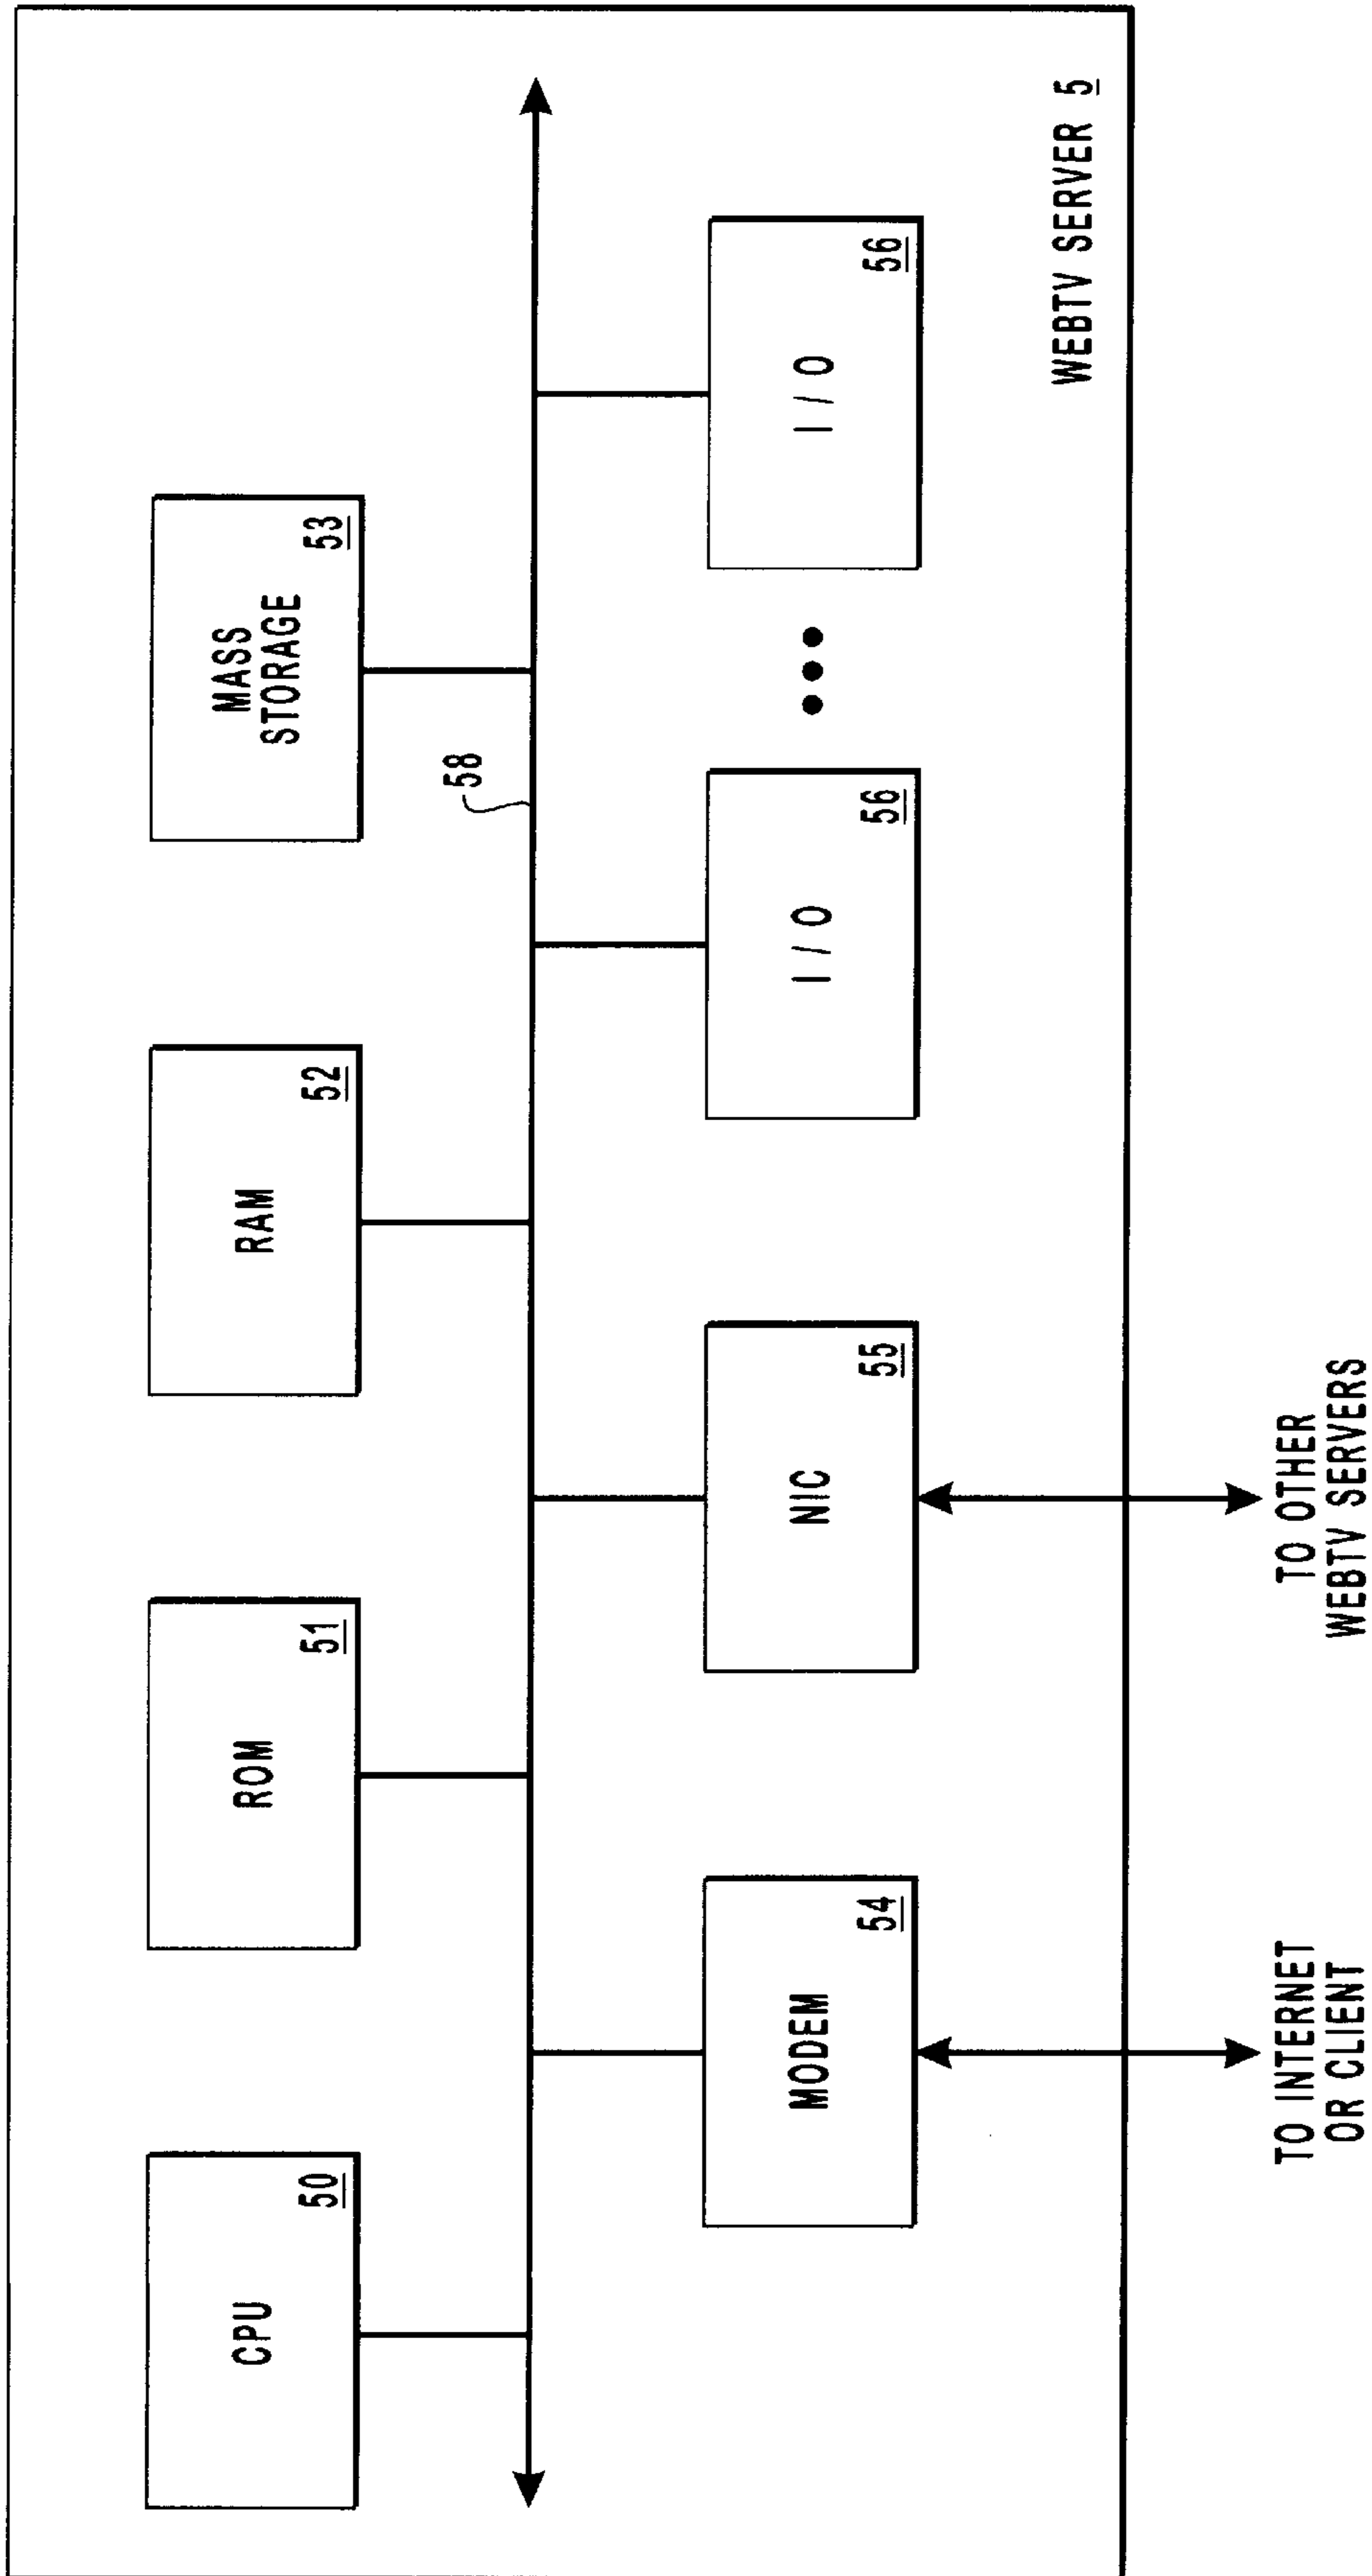 CPU
50
ROM
51
RAM
52
MASS
STORAGE
53
58
MODEM
54
NIC
55
I / O
56
I / O
56
WEBTV SERVER 5
TO INTERNET
OR CLIENT
TO OTHER
WEBTV SERVERS